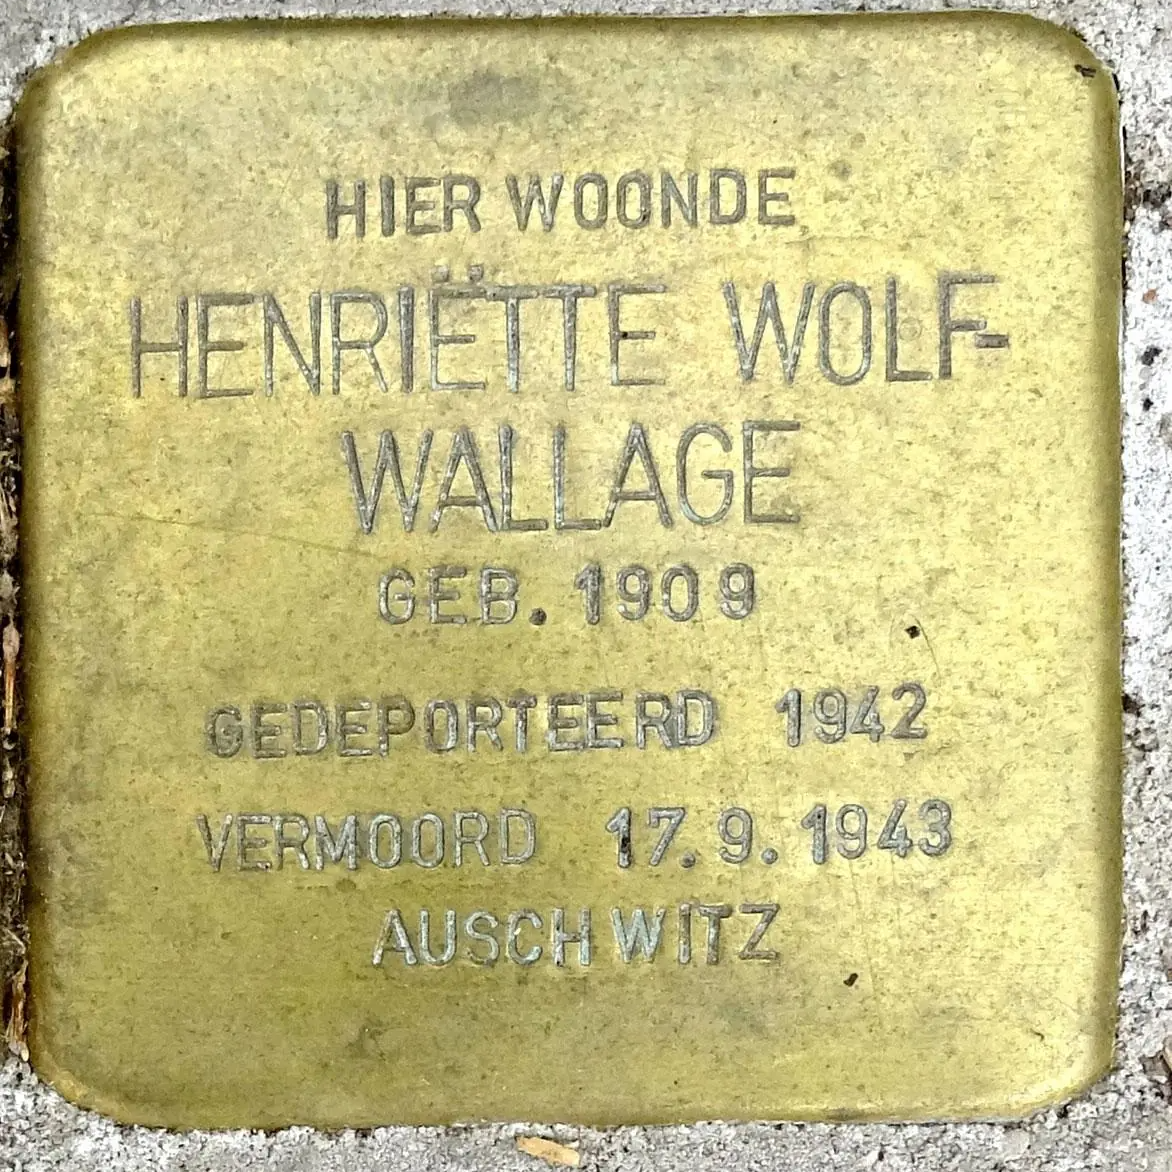 HIER WOONDE
HENRIËTTE WOLF-
WALLAGE
GEB. 1909
GEDEPORTEERD 1942
VERMOORD 17.9.1943
AUSCHWITZ